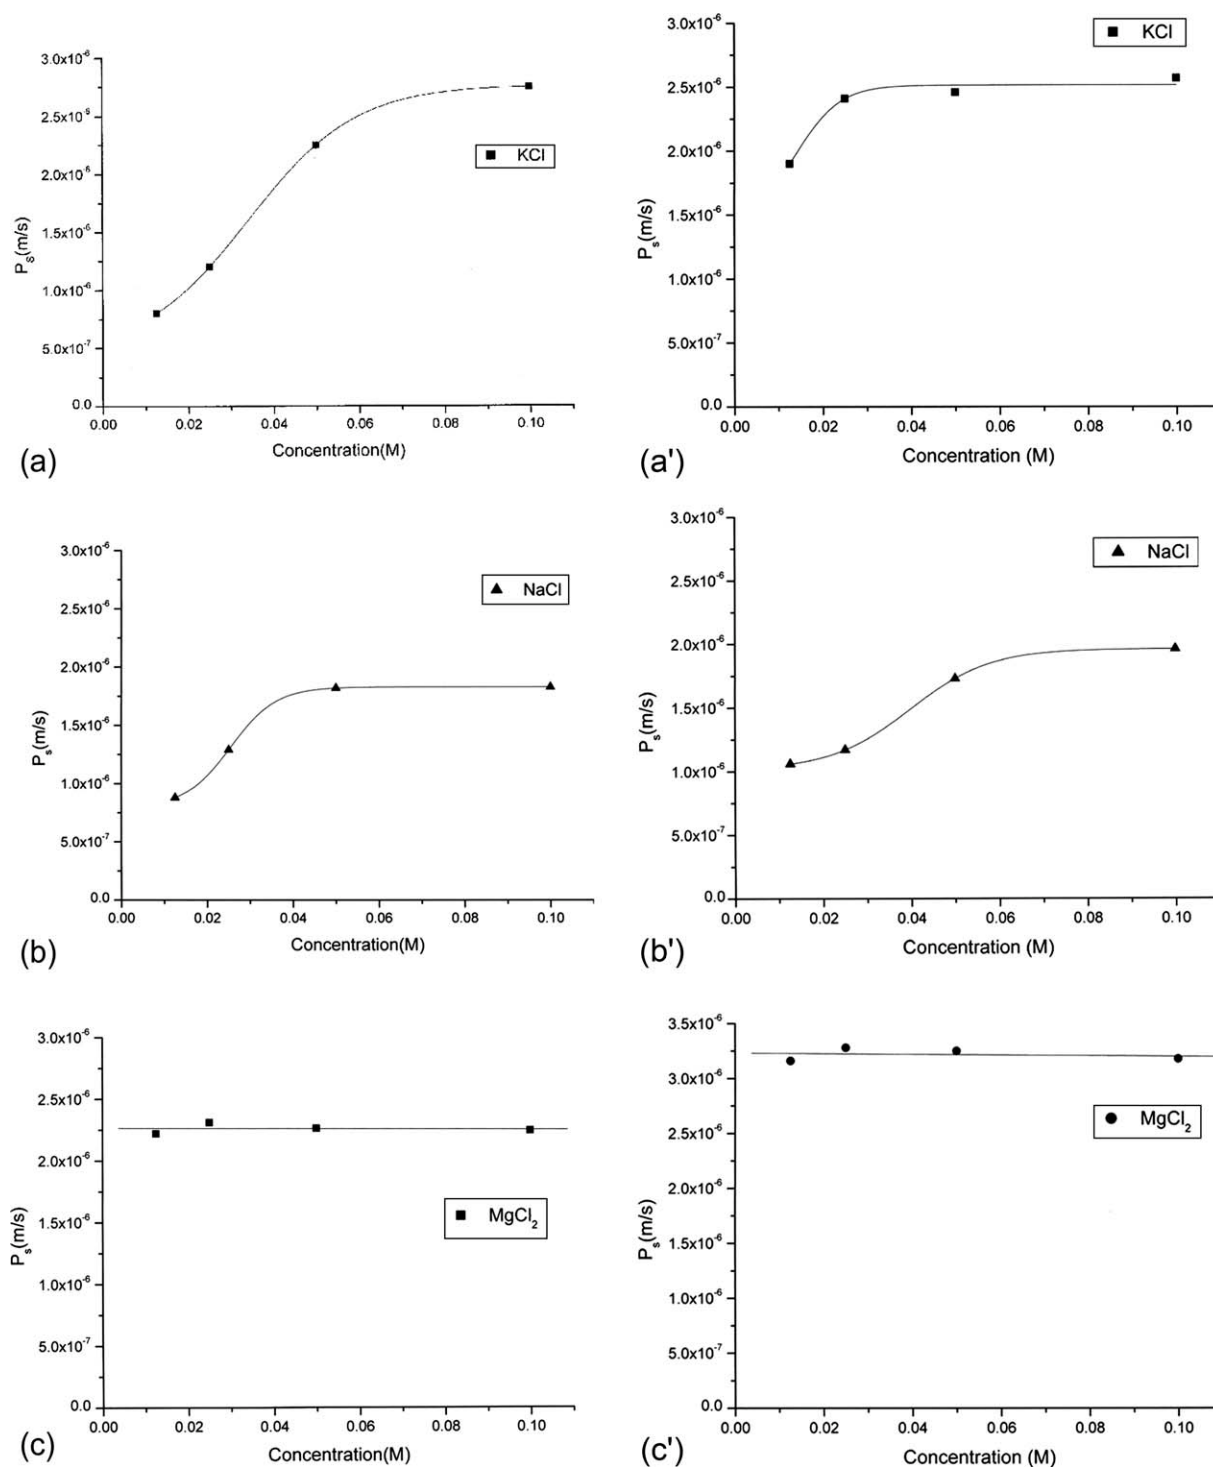 3.0x10⁻⁶
2.5x10⁻⁵
2.0x10⁻⁶
1.5x10⁻⁶
1.0x10⁻⁶
5.0x10⁻⁷
0.0
Pₛ(m/s)
KCl
0.00 0.02 0.04 0.06 0.08 0.10
Concentration(M)
(a)
3.0x10⁻⁶
2.5x10⁻⁶
2.0x10⁻⁶
1.5x10⁻⁶
1.0x10⁻⁶
5.0x10⁻⁷
0.0
Pₛ(m/s)
KCl
0.00 0.02 0.04 0.06 0.08 0.10
Concentration (M)
(a')
3.0x10⁻⁶
2.5x10⁻⁶
2.0x10⁻⁶
1.5x10⁻⁶
1.0x10⁻⁶
5.0x10⁻⁷
0.0
Pₛ(m/s)
NaCl
0.00 0.02 0.04 0.06 0.08 0.10
Concentration(M)
(b)
3.0x10⁻⁶
2.5x10⁻⁶
2.0x10⁻⁶
1.5x10⁻⁶
1.0x10⁻⁶
5.0x10⁻⁷
0.0
Pₛ(m/s)
NaCl
0.00 0.02 0.04 0.06 0.08 0.10
Concentration (M)
(b')
3.0x10⁻⁶
2.5x10⁻⁶
2.0x10⁻⁶
1.5x10⁻⁶
1.0x10⁻⁶
5.0x10⁻⁷
0.0
Pₛ(m/s)
MgCl₂
0.00 0.02 0.04 0.06 0.08 0.10
Concentration(M)
(c)
3.5x10⁻⁶
3.0x10⁻⁶
2.5x10⁻⁶
2.0x10⁻⁶
1.5x10⁻⁶
1.0x10⁻⁶
5.0x10⁻⁷
0.0
Pₛ(m/s)
MgCl₂
0.00 0.02 0.04 0.06 0.08 0.10
Concentration (M)
(c')